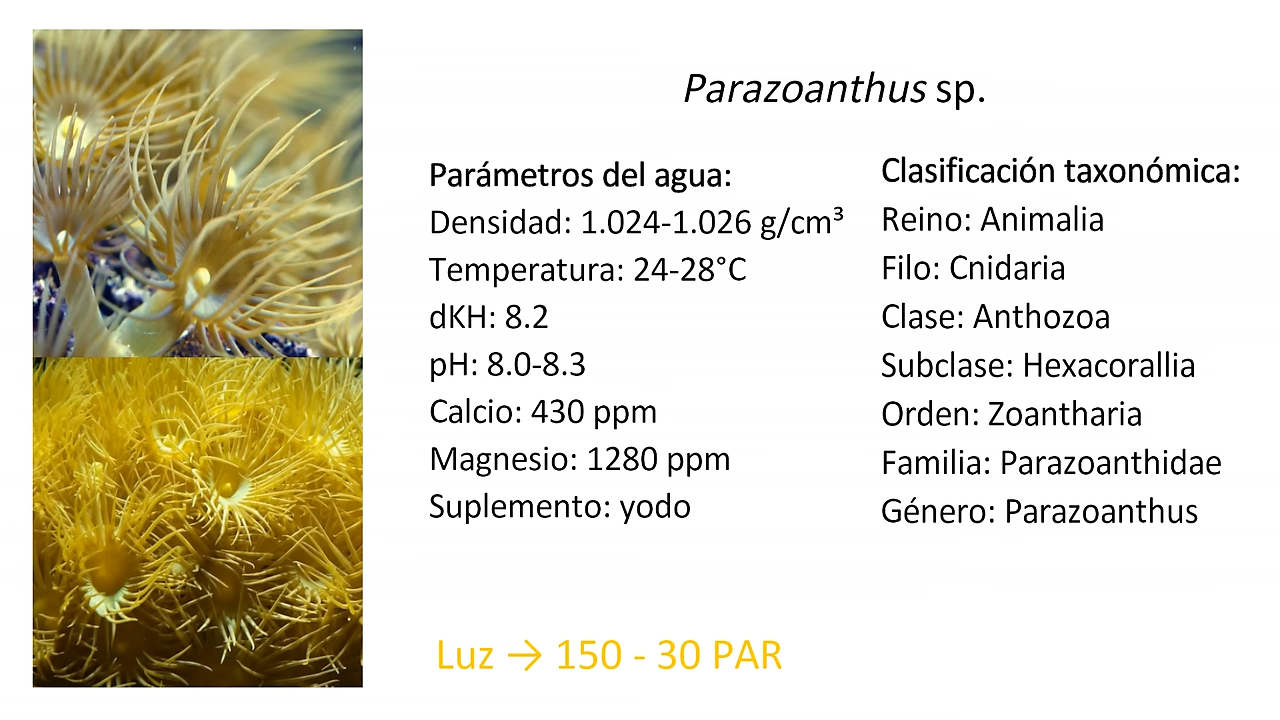 Parazoanthus sp.
Parámetros del agua:
Densidad: 1.024-1.026 g/cm³
Temperatura: 24-28°C
dKH: 8.2
pH: 8.0-8.3
Calcio: 430 ppm
Magnesio: 1280 ppm
Suplemento: yodo
Clasificación taxonómica:
Reino: Animalia
Filo: Cnidaria
Clase: Anthozoa
Subclase: Hexacorallia
Orden: Zoantharia
Familia: Parazoanthidae
Género: Parazoanthus
Luz → 150 - 30 PAR